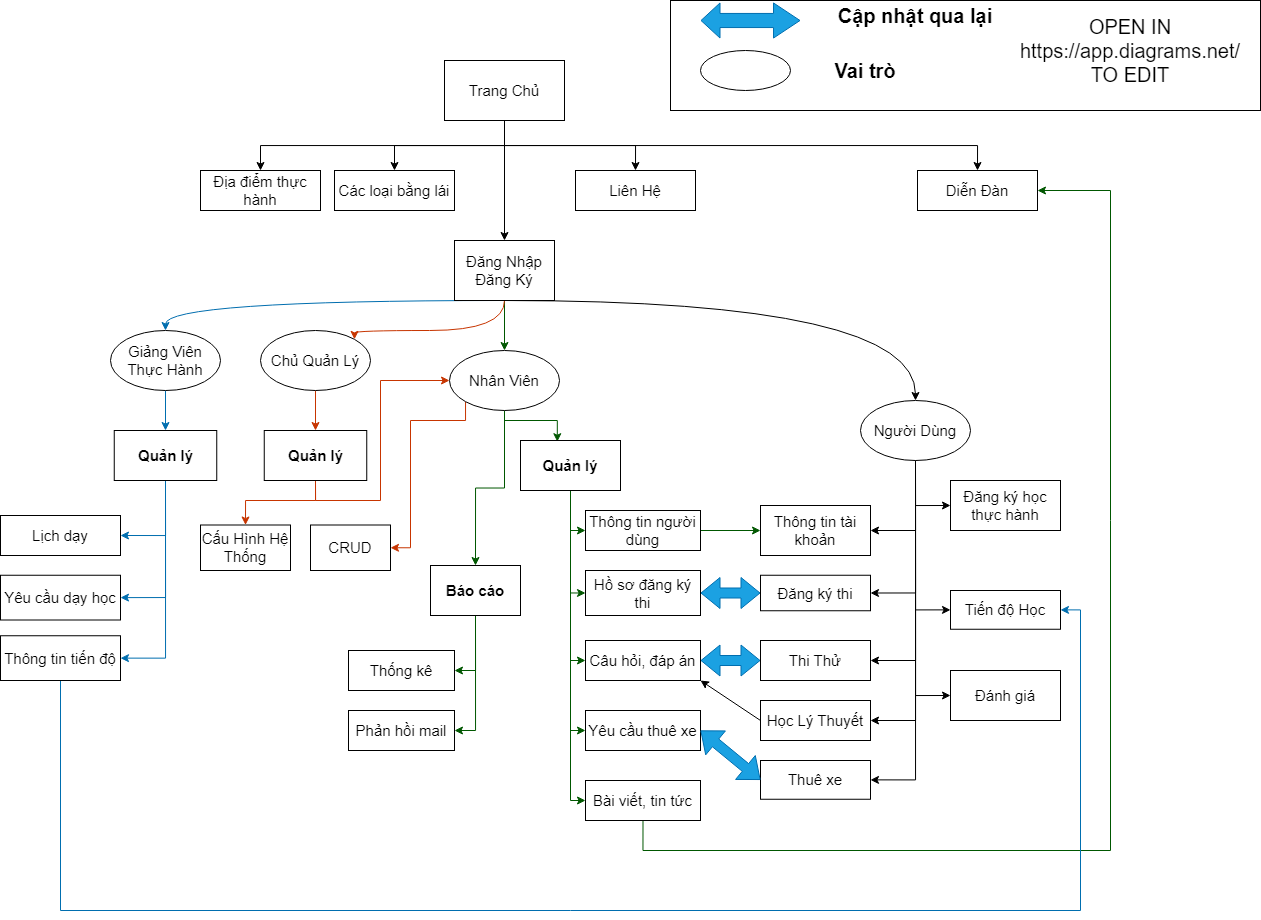 Cập nhật qua lại
Vai trò
OPEN IN
https://app.diagrams.net/
TO EDIT
Trang Chủ
Địa điểm thực
hành
Các loại bằng lái
Liên Hệ
Diễn Đàn
Đăng Nhập
Đăng Ký
Giảng Viên
Thực Hành
Chủ Quản Lý
Nhân Viên
Người Dùng
Quản lý
Quản lý
Quản lý
Lịch dạy
Yêu cầu dạy học
Thông tin tiến độ
Cấu Hình Hệ
Thống
CRUD
Báo cáo
Thống kê
Phản hồi mail
Thông tin người
dùng
Hồ sơ đăng ký
thi
Câu hỏi, đáp án
Yêu cầu thuê xe
Bài viết, tin tức
Thông tin tài
khoản
Đăng ký thi
Thi Thử
Học Lý Thuyết
Thuê xe
Đăng ký học
thực hành
Tiến độ Học
Đánh giá